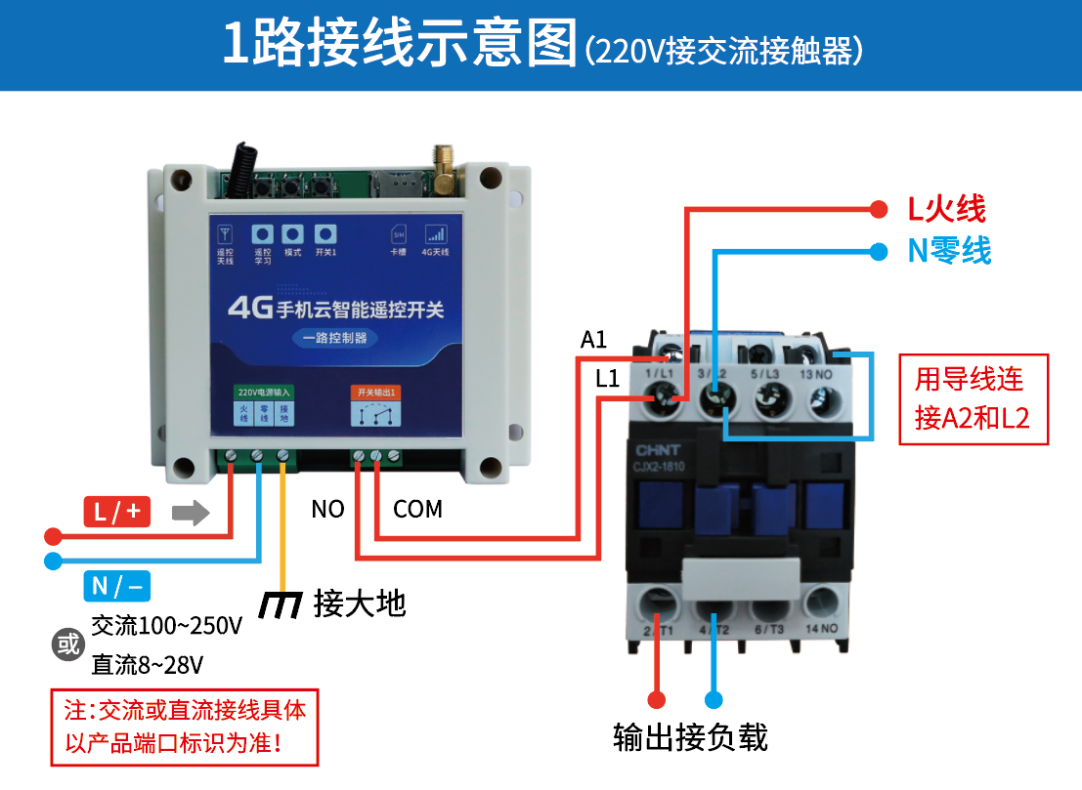 1路接线示意图(220V接交流接触器)
遥控天线
遥控学习
模式
开关1
SIM
卡槽
4G天线
4G手机云智能遥控开关
一路控制器
220V电源输入
火线
零线
接地
开关输出1
L/+
N/−
或
交流100~250V
直流8~28V
注:交流或直流接线具体
以产品端口标识为准!
接大地
NO
COM
A1
L1
L火线
N零线
用导线连
接A2和L2
1/L1
3/L2
5/L3
13NO
CHNT
CJX2-1810
2/T1
4/T2
6/T3
14NO
输出接负载